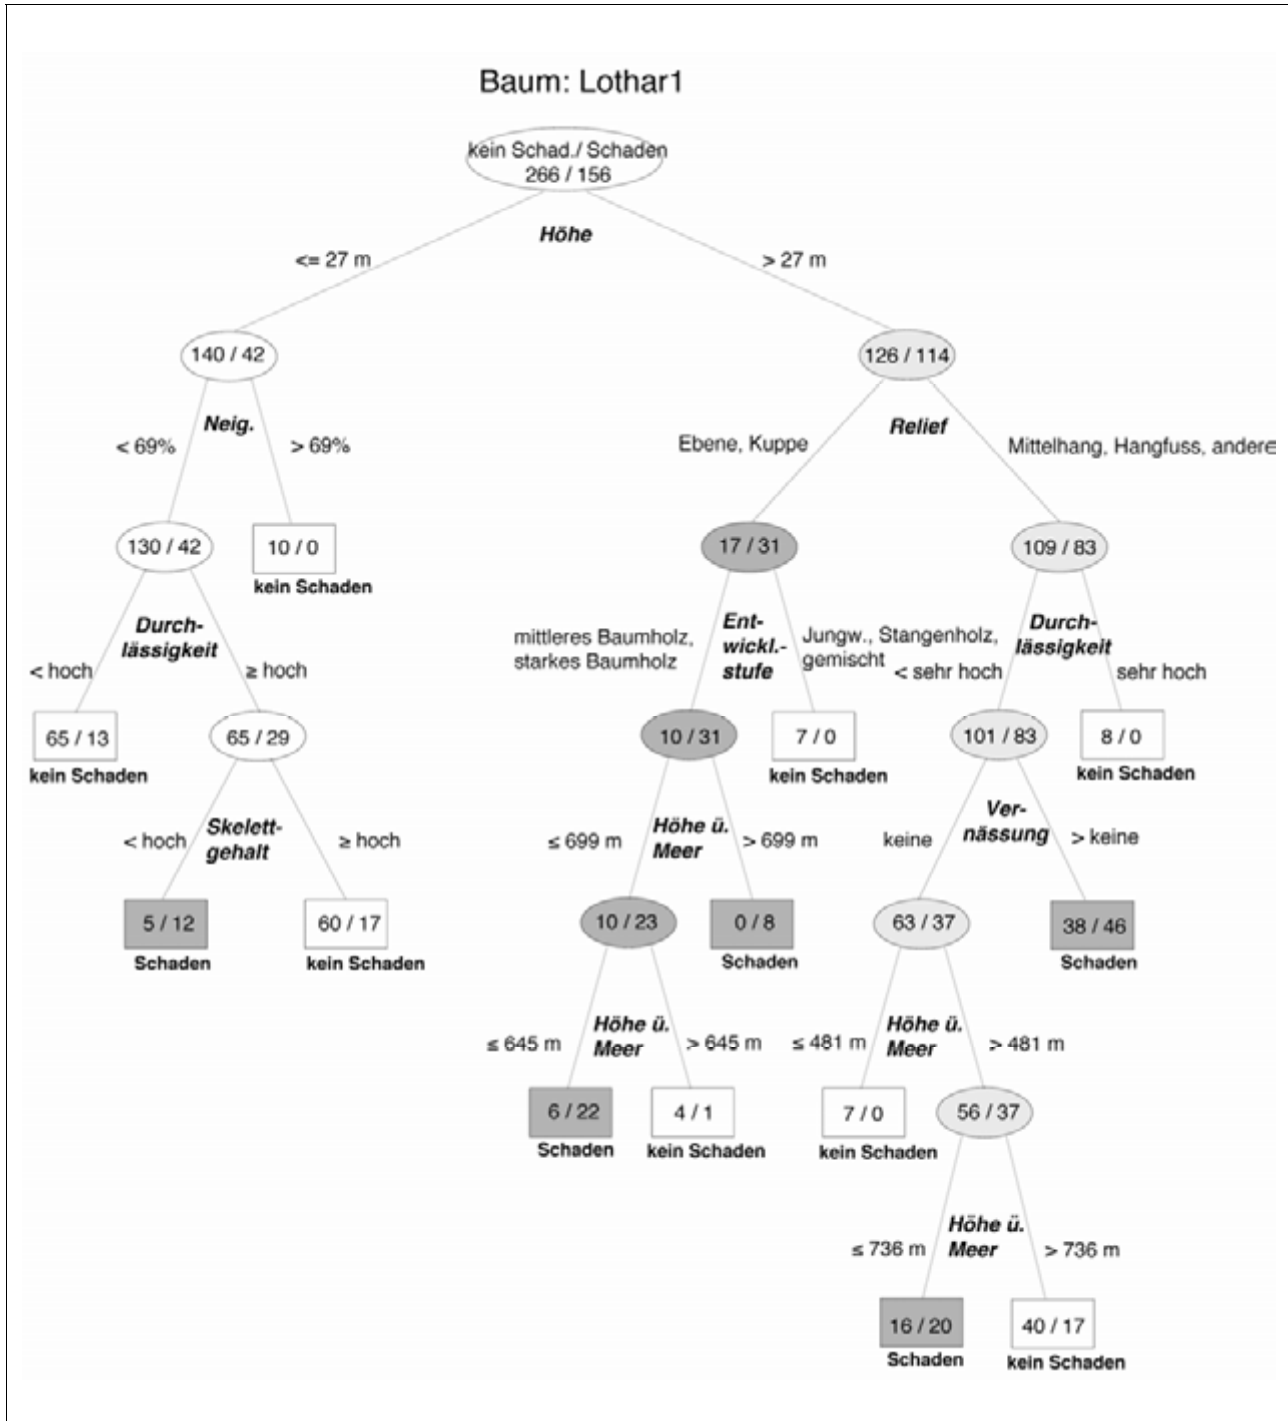 Baum: Lothar1
kein Schad./ Schaden
266 / 156
Höhe
<= 27 m
> 27 m
140 / 42
126 / 114
Neig.
Relief
< 69%
> 69%
Ebene, Kuppe
Mittelhang, Hangfuss, andere
130 / 42
10 / 0
kein Schaden
17 / 31
109 / 83
Durch-
lässigkeit
< hoch
≥ hoch
mittleres Baumholz,
starkes Baumholz
Ent-
wickl.-
stufe
Jungw., Stangenholz,
gemischt
< sehr hoch
Durch-
lässigkeit
sehr hoch
65 / 13
kein Schaden
65 / 29
10 / 31
7 / 0
kein Schaden
101 / 83
8 / 0
kein Schaden
< hoch
Skelett-
gehalt
≥ hoch
≤ 699 m
Höhe ü.
Meer
> 699 m
keine
Ver-
nässung
> keine
5 / 12
Schaden
60 / 17
kein Schaden
10 / 23
0 / 8
Schaden
63 / 37
38 / 46
Schaden
≤ 645 m
Höhe ü.
Meer
> 645 m
≤ 481 m
Höhe ü.
Meer
> 481 m
6 / 22
Schaden
4 / 1
kein Schaden
7 / 0
kein Schaden
56 / 37
≤ 736 m
Höhe ü.
Meer
> 736 m
16 / 20
Schaden
40 / 17
kein Schaden